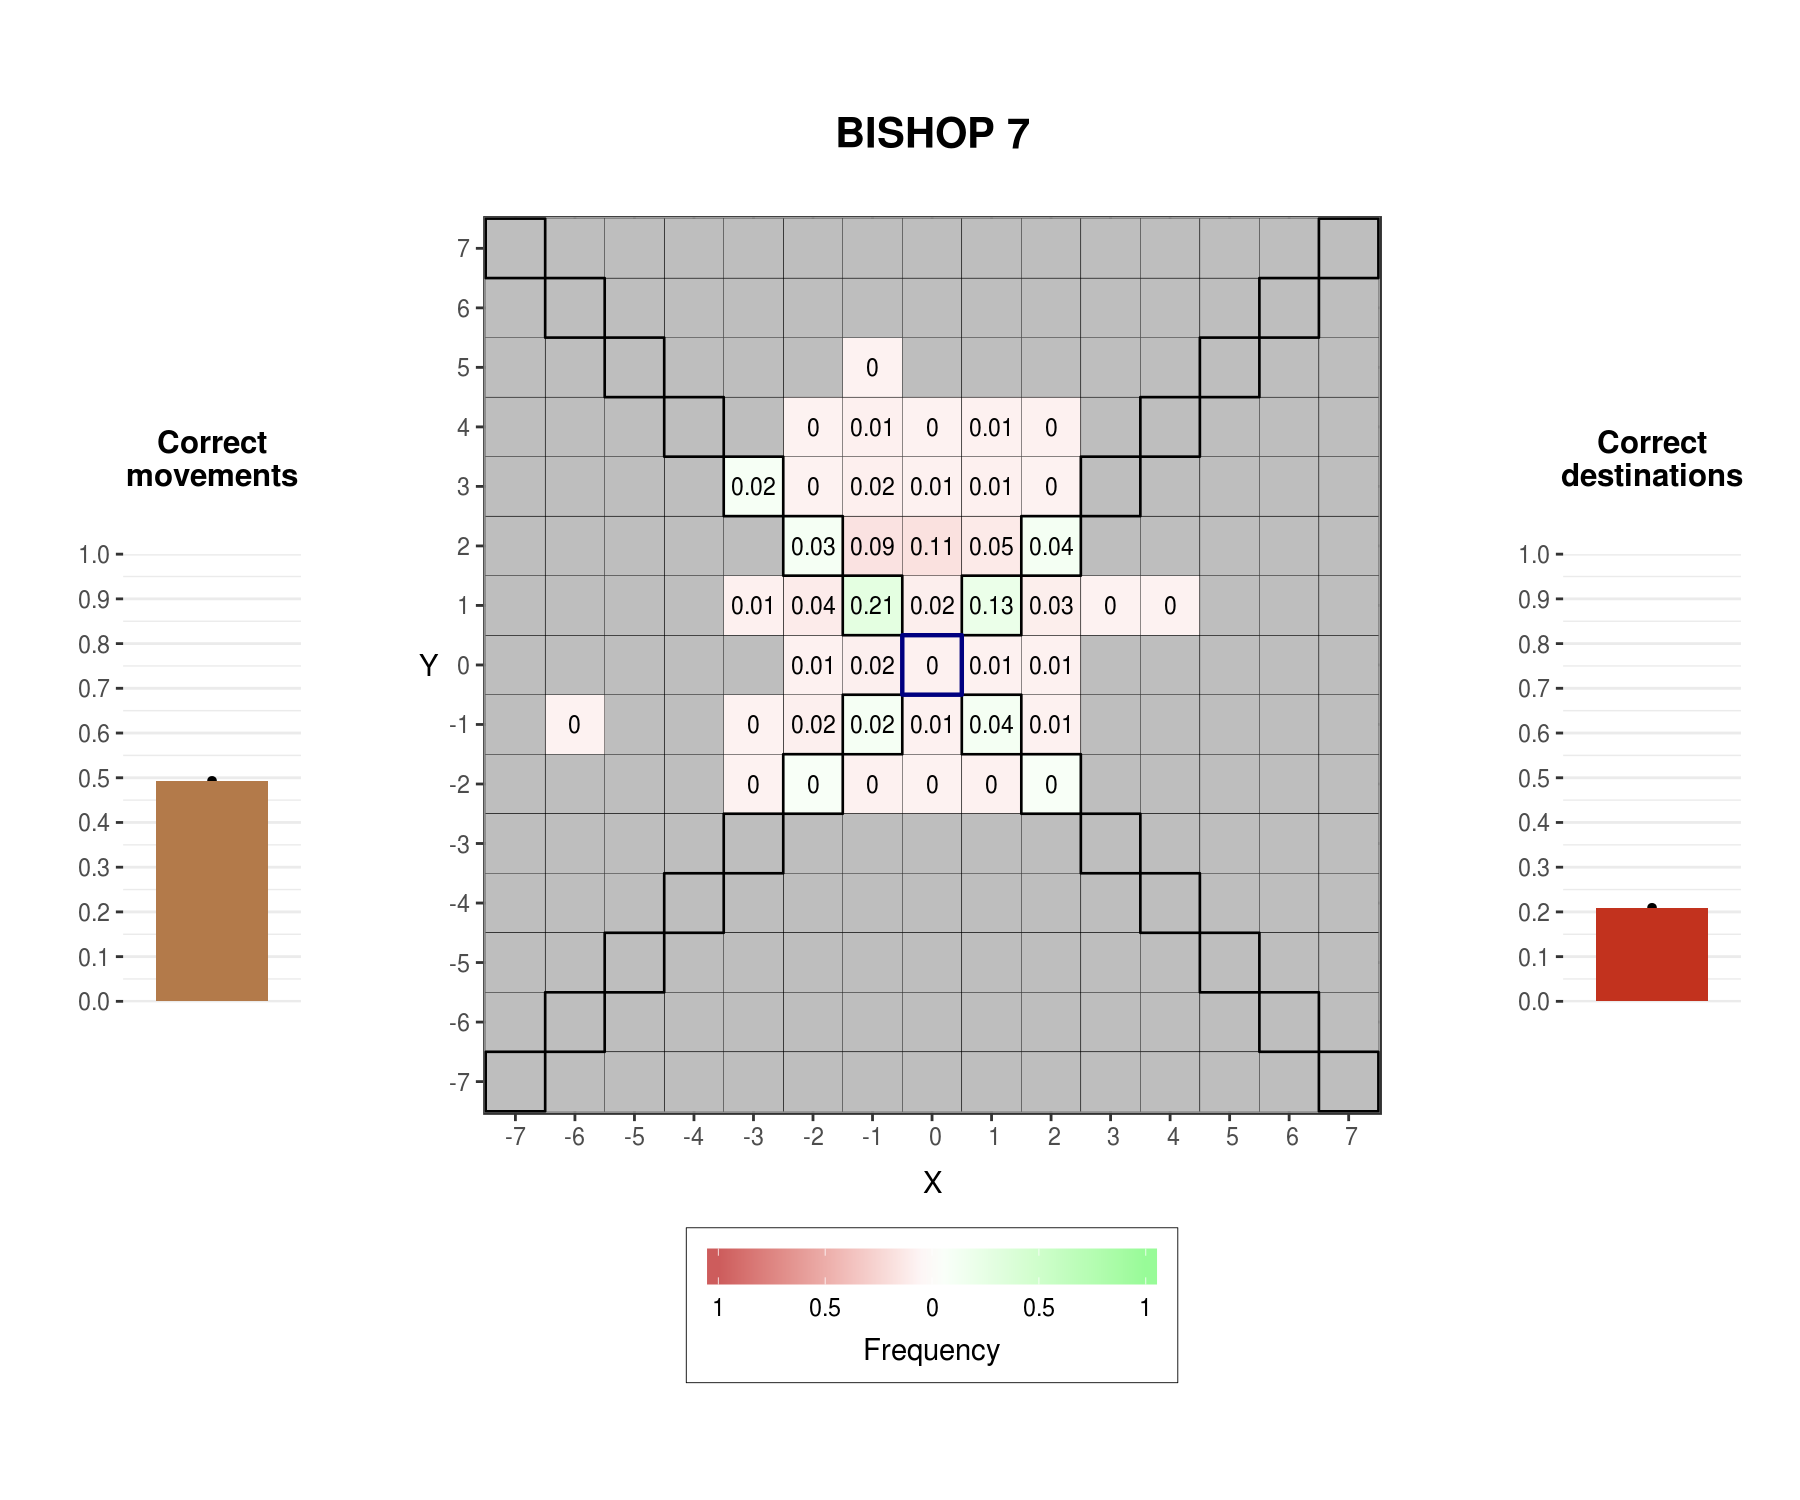 BISHOP 7
Correct
movements
1.0
0.9
0.8
0.7
0.6
0.5
0.4
0.3
0.2
0.1
0.0
Y
7
6
5 0
4 0 0.01 0 0.01 0
3 0.02 0 0.02 0.01 0.01 0
2 0.03 0.09 0.11 0.05 0.04
1 0.01 0.04 0.21 0.02 0.13 0.03 0 0
0 0.01 0.02 0 0.01 0.01
-1 0 0 0.02 0.02 0.01 0.04 0.01
-2 0 0 0 0 0 0
-3
-4
-5
-6
-7
-7 -6 -5 -4 -3 -2 -1 0 1 2 3 4 5 6 7
X
1 0.5 0 0.5 1
Frequency
Correct
destinations
1.0
0.9
0.8
0.7
0.6
0.5
0.4
0.3
0.2
0.1
0.0